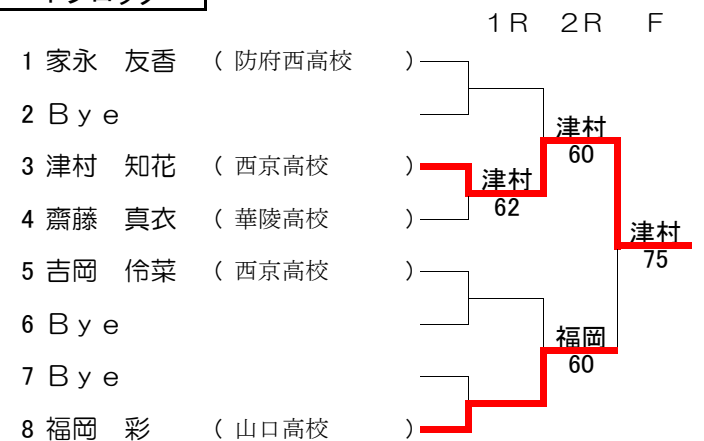 1R 2R F
1 家永 友香 ( 防府西高校 )
2 Bye
津村
60
3 津村 知花 ( 西京高校 )
津村
62
4 齋藤 真衣 ( 華陵高校 )
津村
75
5 吉岡 伶菜 ( 西京高校 )
6 Bye
福岡
60
7 Bye
8 福岡 彩 ( 山口高校 )